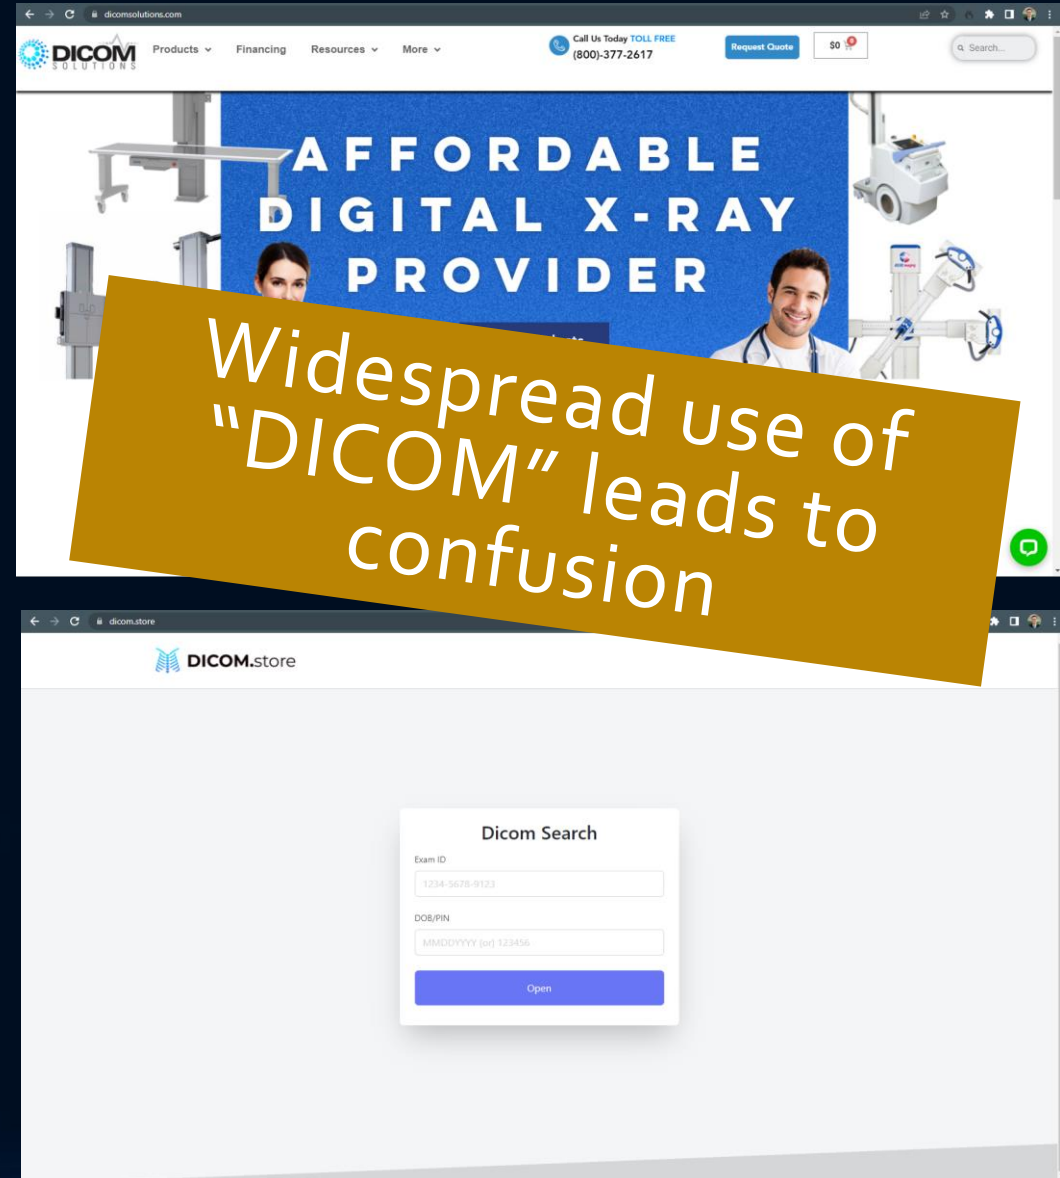 dicomsolutions.com
DICOM
SOLUTIONS
Products
Financing
Resources
More
Call Us Today TOLL FREE
(800)-377-2617
Request Quote
$0
0
Search...
AFFORDABLE
DIGITAL X-RAY
PROVIDER
Widespread use of
“DICOM” leads to
confusion
dicom.store
DICOM.store
Dicom Search
Exam ID
1234-5678-9123
DOB/PIN
MMDDYYYY (or) 123456
Open